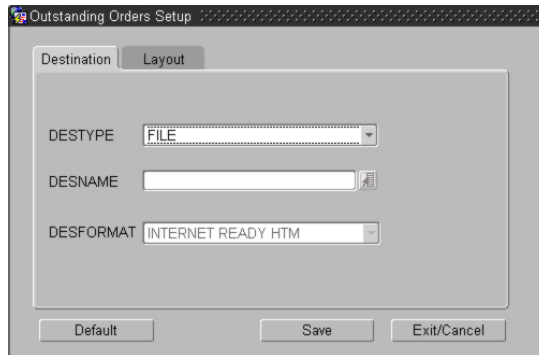 Outstanding Orders Setup
Destination Layout
DESTYPE FILE
DESNAME
DESFORMAT INTERNET READY HTM
Default Save Exit/Cancel